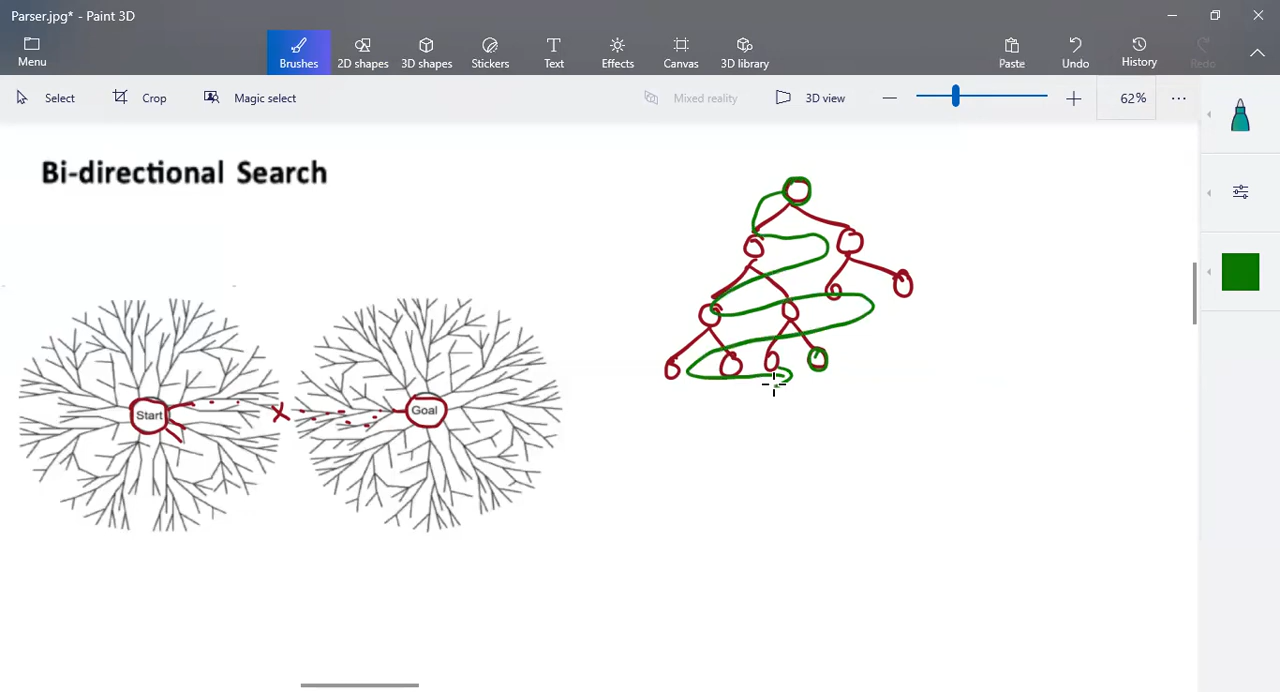 Parser.jpg* - Paint 3D
Menu
Brushes
2D shapes
3D shapes
Stickers
Text
Effects
Canvas
3D library
Paste
Undo
History
Redo
Select
Crop
Magic select
Mixed reality
3D view
62%
Bi-directional Search
Start
Goal